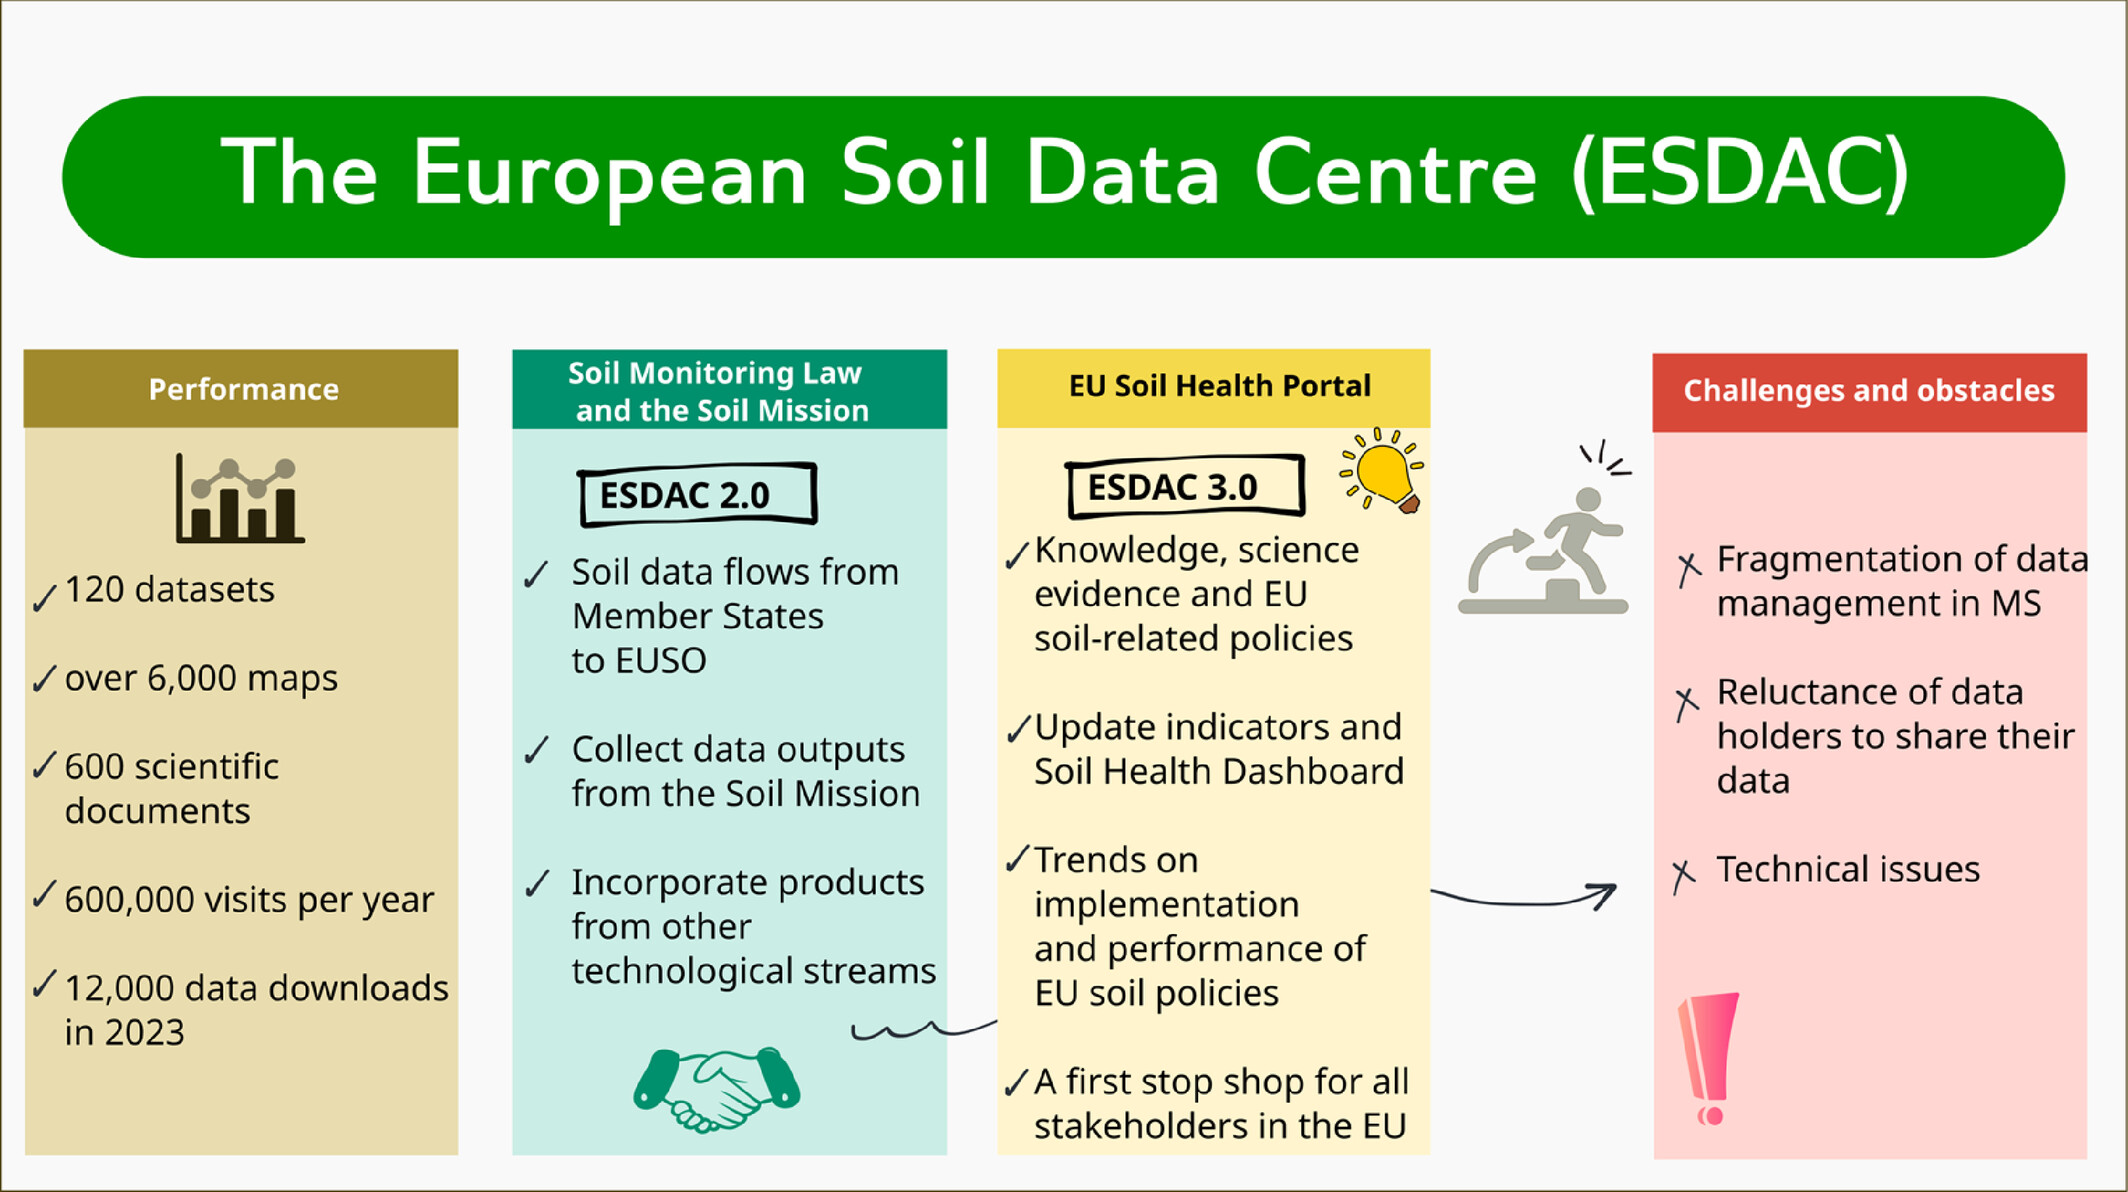 The European Soil Data Centre (ESDAC)
Performance
120 datasets
over 6,000 maps
600 scientific
documents
600,000 visits per year
12,000 data downloads
in 2023
Soil Monitoring Law
and the Soil Mission
ESDAC 2.0
Soil data flows from
Member States
to EUSO
Collect data outputs
from the Soil Mission
Incorporate products
from other
technological streams
EU Soil Health Portal
ESDAC 3.0
Knowledge, science
evidence and EU
soil-related policies
Update indicators and
Soil Health Dashboard
Trends on
implementation
and performance of
EU soil policies
A first stop shop for all
stakeholders in the EU
Challenges and obstacles
Fragmentation of data
management in MS
Reluctance of data
holders to share their
data
Technical issues